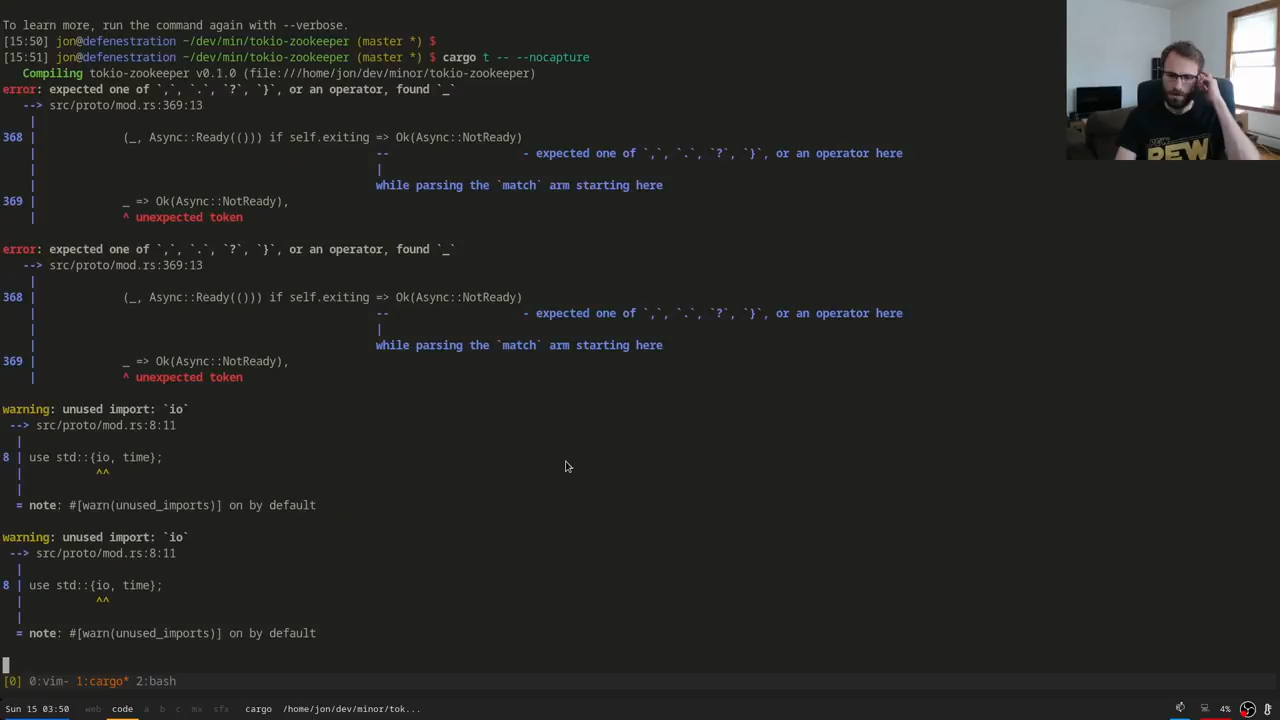 To learn more, run the command again with --verbose.
[15:50] jon@defenestration ~/dev/min/tokio-zookeeper (master *) $
[15:51] jon@defenestration ~/dev/min/tokio-zookeeper (master *) $ cargo t -- --nocapture
   Compiling tokio-zookeeper v0.1.0 (file:///home/jon/dev/minor/tokio-zookeeper)
error: expected one of `,`, `.`, `?`, `}`, or an operator, found `_`
   --> src/proto/mod.rs:369:13
    |
368 |             (_, Async::Ready(())) if self.exiting => Ok(Async::NotReady)
    |                                                   --                    - expected one of `,`, `.`, `?`, `}`, or an operator here
    |                                                   |
    |                                                   while parsing the `match` arm starting here
369 |             _ => Ok(Async::NotReady),
    |             ^ unexpected token
error: expected one of `,`, `.`, `?`, `}`, or an operator, found `_`
   --> src/proto/mod.rs:369:13
    |
368 |             (_, Async::Ready(())) if self.exiting => Ok(Async::NotReady)
    |                                                   --                    - expected one of `,`, `.`, `?`, `}`, or an operator here
    |                                                   |
    |                                                   while parsing the `match` arm starting here
369 |             _ => Ok(Async::NotReady),
    |             ^ unexpected token
warning: unused import: `io`
 --> src/proto/mod.rs:8:11
  |
8 | use std::{io, time};
  |           ^^
  |
  = note: #[warn(unused_imports)] on by default
warning: unused import: `io`
 --> src/proto/mod.rs:8:11
  |
8 | use std::{io, time};
  |           ^^
  |
  = note: #[warn(unused_imports)] on by default
[0] 0:vim- 1:cargo* 2:bash
Sun 15 03:50 web code a b c mx sfx cargo /home/jon/dev/minor/tok... 4%